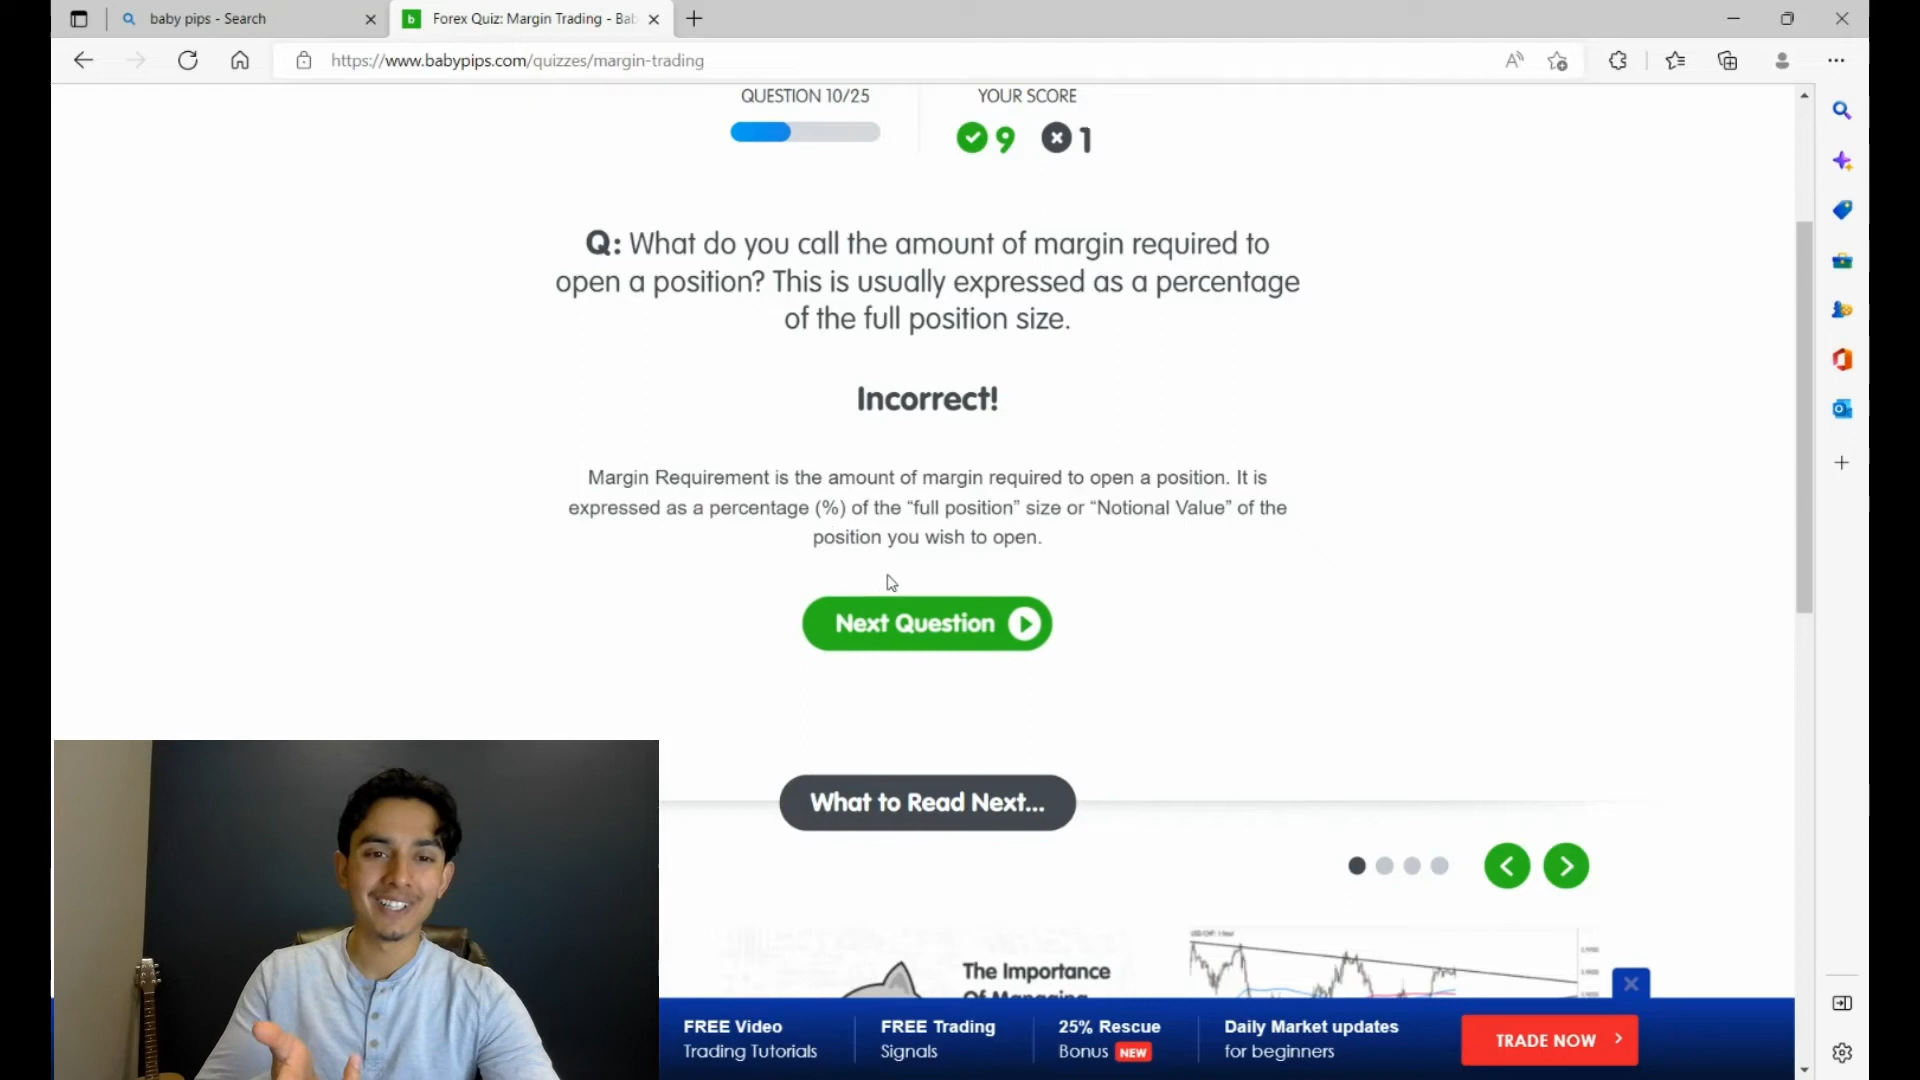 baby pips - Search
Forex Quiz: Margin Trading - Bab
https://www.babypips.com/quizzes/margin-trading
QUESTION 10/25
YOUR SCORE
9
1
Q: What do you call the amount of margin required to
open a position? This is usually expressed as a percentage
of the full position size.
Incorrect!
Margin Requirement is the amount of margin required to open a position. It is
expressed as a percentage (%) of the “full position” size or “Notional Value” of the
position you wish to open.
Next Question
What to Read Next...
The Importance
Of Managing
FREE Video
Trading Tutorials
FREE Trading
Signals
25% Rescue
Bonus NEW
Daily Market updates
for beginners
TRADE NOW